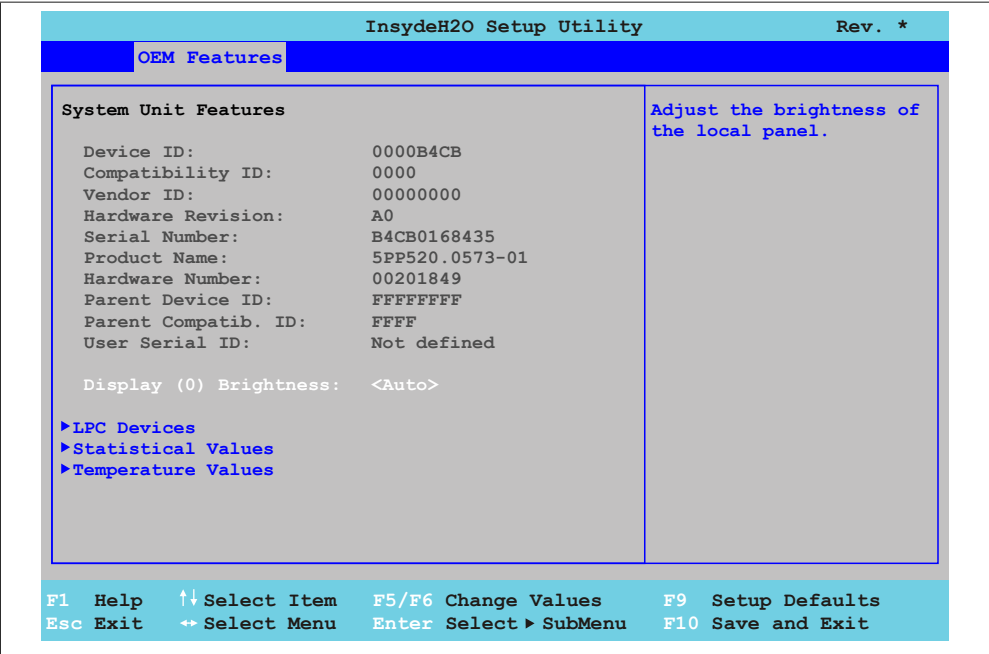 InsydeH2O Setup Utility Rev. *
OEM Features
System Unit Features
Adjust the brightness of
the local panel.
Device ID: 0000B4CB
Compatibility ID: 0000
Vendor ID: 00000000
Hardware Revision: A0
Serial Number: B4CB0168435
Product Name: 5PP520.0573-01
Hardware Number: 00201849
Parent Device ID: FFFFFFFF
Parent Compatib. ID: FFFF
User Serial ID: Not defined
Display (0) Brightness: <Auto>
▶LPC Devices
▶Statistical Values
▶Temperature Values
F1 Help ↑↓ Select Item F5/F6 Change Values F9 Setup Defaults
Esc Exit ↔ Select Menu Enter Select ▶ SubMenu F10 Save and Exit